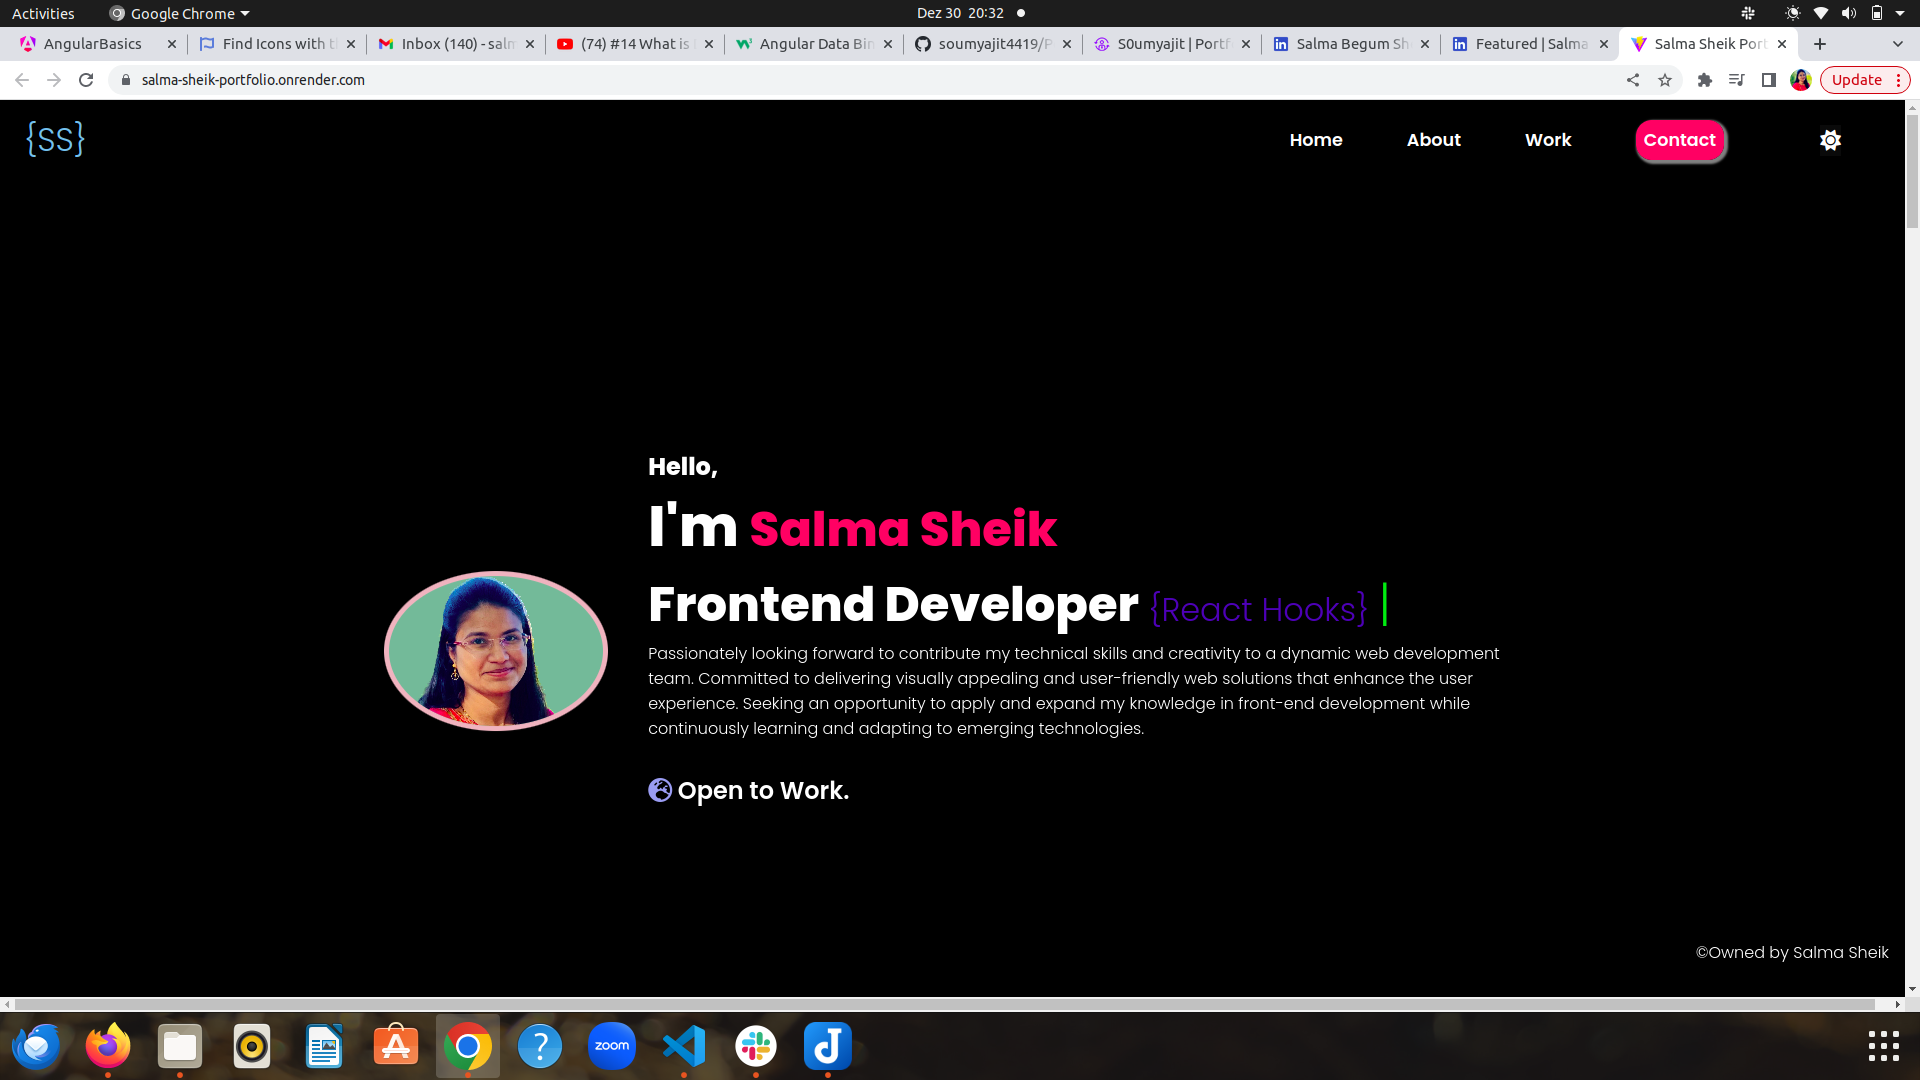 Activities
Google Chrome
Dez 30 20:32
AngularBasics
Find Icons with t
Inbox (140) - salm
(74) #14 What is
Angular Data Bin
soumyajit4419/P
S0umyajit | Portf
Salma Begum Sh
Featured | Salma
Salma Sheik Port
salma-sheik-portfolio.onrender.com
Update
{SS}
Home
About
Work
Contact
Hello,
I'm Salma Sheik
Frontend Developer {React Hooks}
Passionately looking forward to contribute my technical skills and creativity to a dynamic web development
team. Committed to delivering visually appealing and user-friendly web solutions that enhance the user
experience. Seeking an opportunity to apply and expand my knowledge in front-end development while
continuously learning and adapting to emerging technologies.
Open to Work.
©Owned by Salma Sheik
zoom